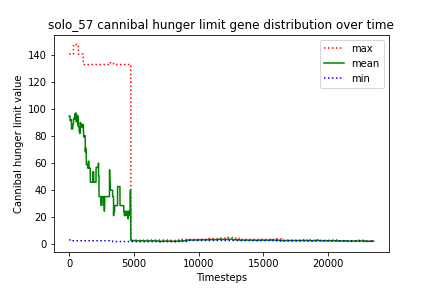 solo_57 cannibal hunger limit gene distribution over time
max
mean
min
Cannibal hunger limit value
140
120
100
80
60
40
20
0
0 5000 10000 15000 20000
Timesteps